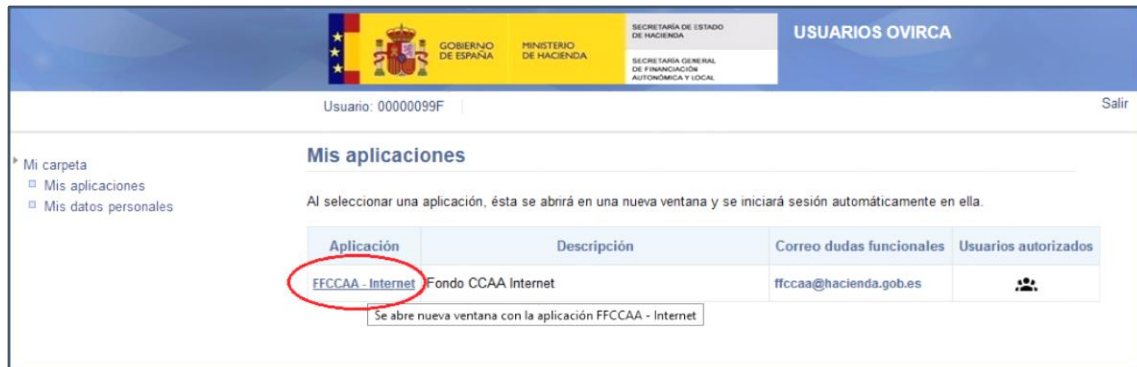 GOBIERNO
DE ESPAÑA
MINISTERIO
DE HACIENDA
SECRETARÍA DE ESTADO
DE HACIENDA
SECRETARÍA GENERAL
DE FINANCIACIÓN
AUTONÓMICA Y LOCAL
USUARIOS OVIRCA
Usuario: 00000099F
Salir
Mi carpeta
Mis aplicaciones
Mis datos personales
Mis aplicaciones
Al seleccionar una aplicación, ésta se abrirá en una nueva ventana y se iniciará sesión automáticamente en ella.
Aplicación Descripción Correo dudas funcionales Usuarios autorizados
FFCCAA - Internet Fondo CCAA Internet ffccaa@hacienda.gob.es
Se abre nueva ventana con la aplicación FFCCAA - Internet